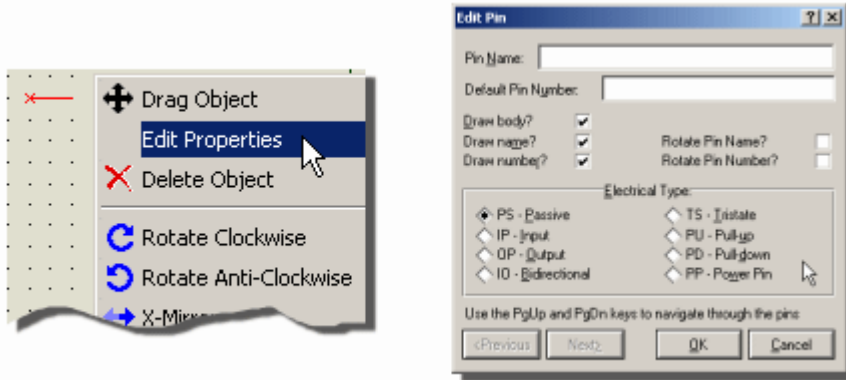 Drag Object
Edit Properties
Delete Object
Rotate Clockwise
Rotate Anti-Clockwise
Edit Pin
Pin Name:
Default Pin Number:
Draw body?
Draw name? Rotate Pin Name?
Draw number? Rotate Pin Number?
Electrical Type:
PS - Passive TS - Tristate
IP - Input PU - Pull-up
OP - Output PD - Pull-down
IO - Bidirectional PP - Power Pin
Use the PgUp and PgDn keys to navigate through the pins
<Previous Next> OK Cancel